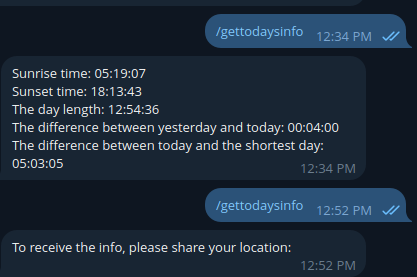 /gettodaysinfo 12:34 PM
Sunrise time: 05:19:07
Sunset time: 18:13:43
The day length: 12:54:36
The difference between yesterday and today: 00:04:00
The difference between today and the shortest day:
05:03:05
12:34 PM
/gettodaysinfo 12:52 PM
To receive the info, please share your location:
12:52 PM